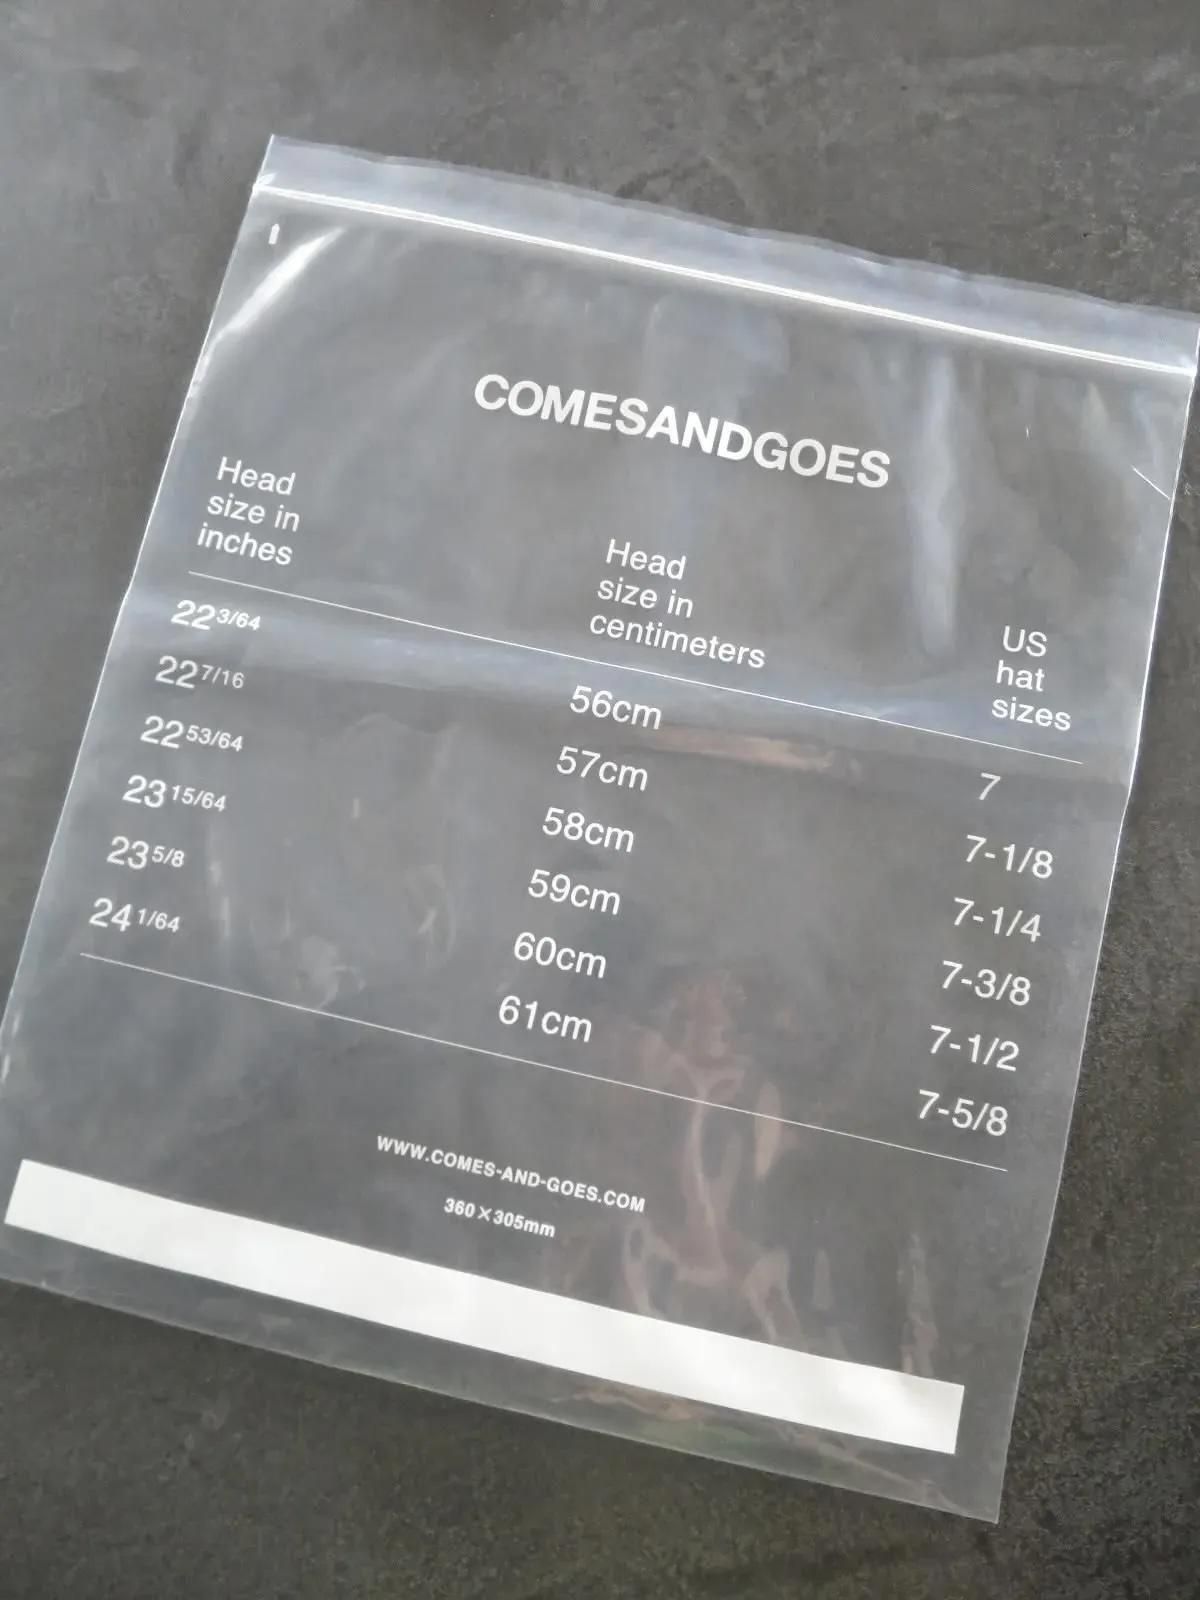 COMESANDGOES
Head
size in
inches
Head
size in
centimeters
US
hat
sizes
22 3/64 56cm 7
22 7/16 57cm 7-1/8
22 53/64 58cm 7-1/4
23 15/64 59cm 7-3/8
23 5/8 60cm 7-1/2
24 1/64 61cm 7-5/8
WWW.COMES-AND-GOES.COM
360×305mm